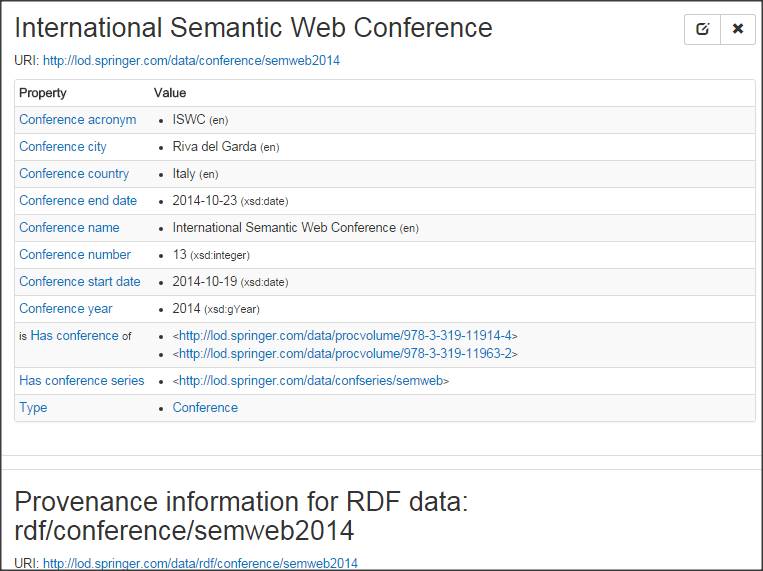 International Semantic Web Conference
URI: http://lod.springer.com/data/conference/semweb2014
Property Value
Conference acronym • ISWC (en)
Conference city • Riva del Garda (en)
Conference country • Italy (en)
Conference end date • 2014-10-23 (xsd:date)
Conference name • International Semantic Web Conference (en)
Conference number • 13 (xsd:integer)
Conference start date • 2014-10-19 (xsd:date)
Conference year • 2014 (xsd:gYear)
is Has conference of • <http://lod.springer.com/data/procvolume/978-3-319-11914-4>
• <http://lod.springer.com/data/procvolume/978-3-319-11963-2>
Has conference series • <http://lod.springer.com/data/confseries/semweb>
Type • Conference
Provenance information for RDF data:
rdf/conference/semweb2014
URI: http://lod.springer.com/data/rdf/conference/semweb2014